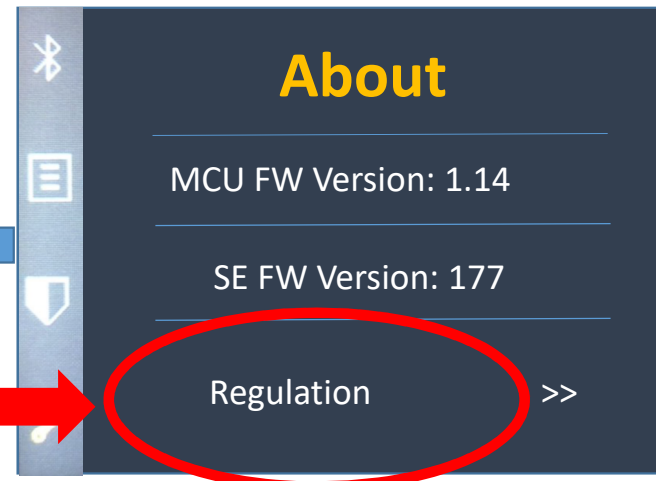 About
MCU FW Version: 1.14
SE FW Version: 177
Regulation >>